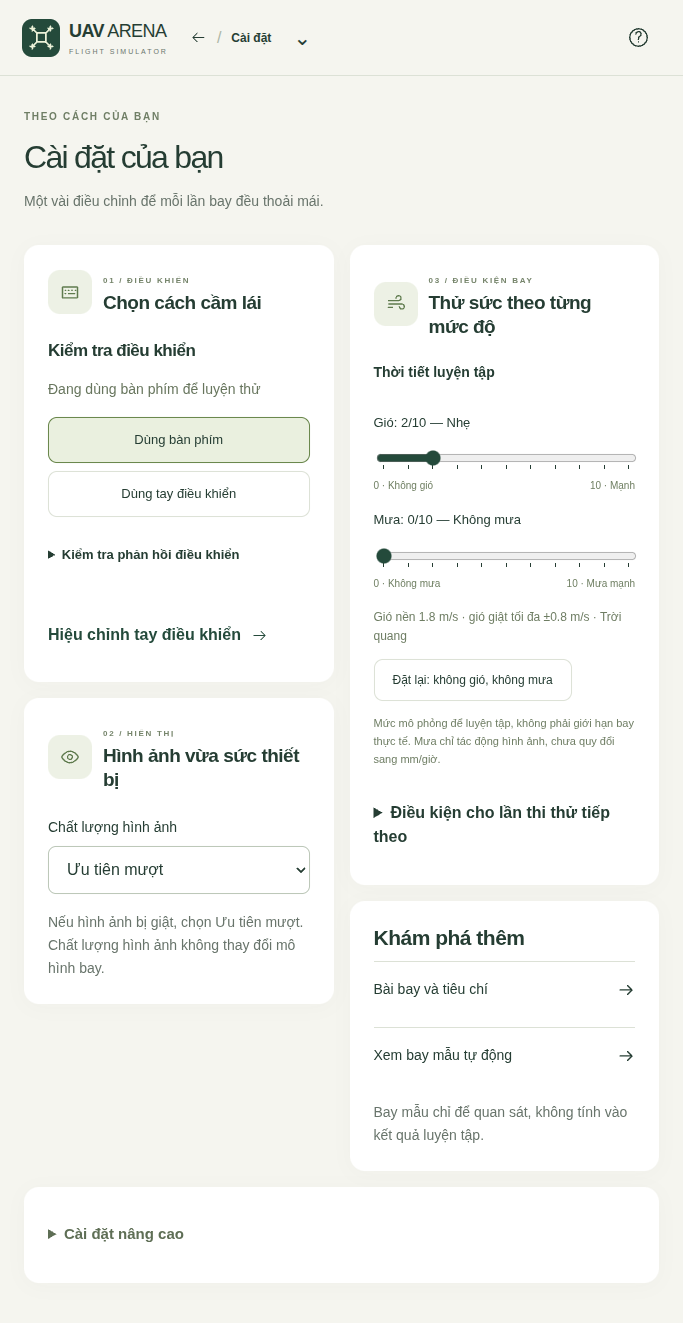 UAV ARENA
FLIGHT SIMULATOR
← / Cài đặt
THEO CÁCH CỦA BẠN
Cài đặt của bạn
Một vài điều chỉnh để mỗi lần bay đều thoải mái.
01 / ĐIỀU KHIỂN
Chọn cách cầm lái
Kiểm tra điều khiển
Đang dùng bàn phím để luyện thử
Dùng bàn phím
Dùng tay điều khiển
Kiểm tra phản hồi điều khiển
Hiệu chỉnh tay điều khiển →
02 / HIỂN THỊ
Hình ảnh vừa sức thiết
bị
Chất lượng hình ảnh
Ưu tiên mượt
Nếu hình ảnh bị giật, chọn Ưu tiên mượt.
Chất lượng hình ảnh không thay đổi mô
hình bay.
03 / ĐIỀU KIỆN BAY
Thử sức theo từng
mức độ
Thời tiết luyện tập
Gió: 2/10 — Nhẹ
0 · Không gió
10 · Mạnh
Mưa: 0/10 — Không mưa
0 · Không mưa
10 · Mưa mạnh
Gió nền 1.8 m/s · gió giật tối đa ±0.8 m/s · Trời
quang
Đặt lại: không gió, không mưa
Mức mô phỏng để luyện tập, không phải giới hạn bay
thực tế. Mưa chỉ tác động hình ảnh, chưa quy đổi
sang mm/giờ.
Điều kiện cho lần thi thử tiếp
theo
Khám phá thêm
Bài bay và tiêu chí →
Xem bay mẫu tự động →
Bay mẫu chỉ để quan sát, không tính vào
kết quả luyện tập.
Cài đặt nâng cao